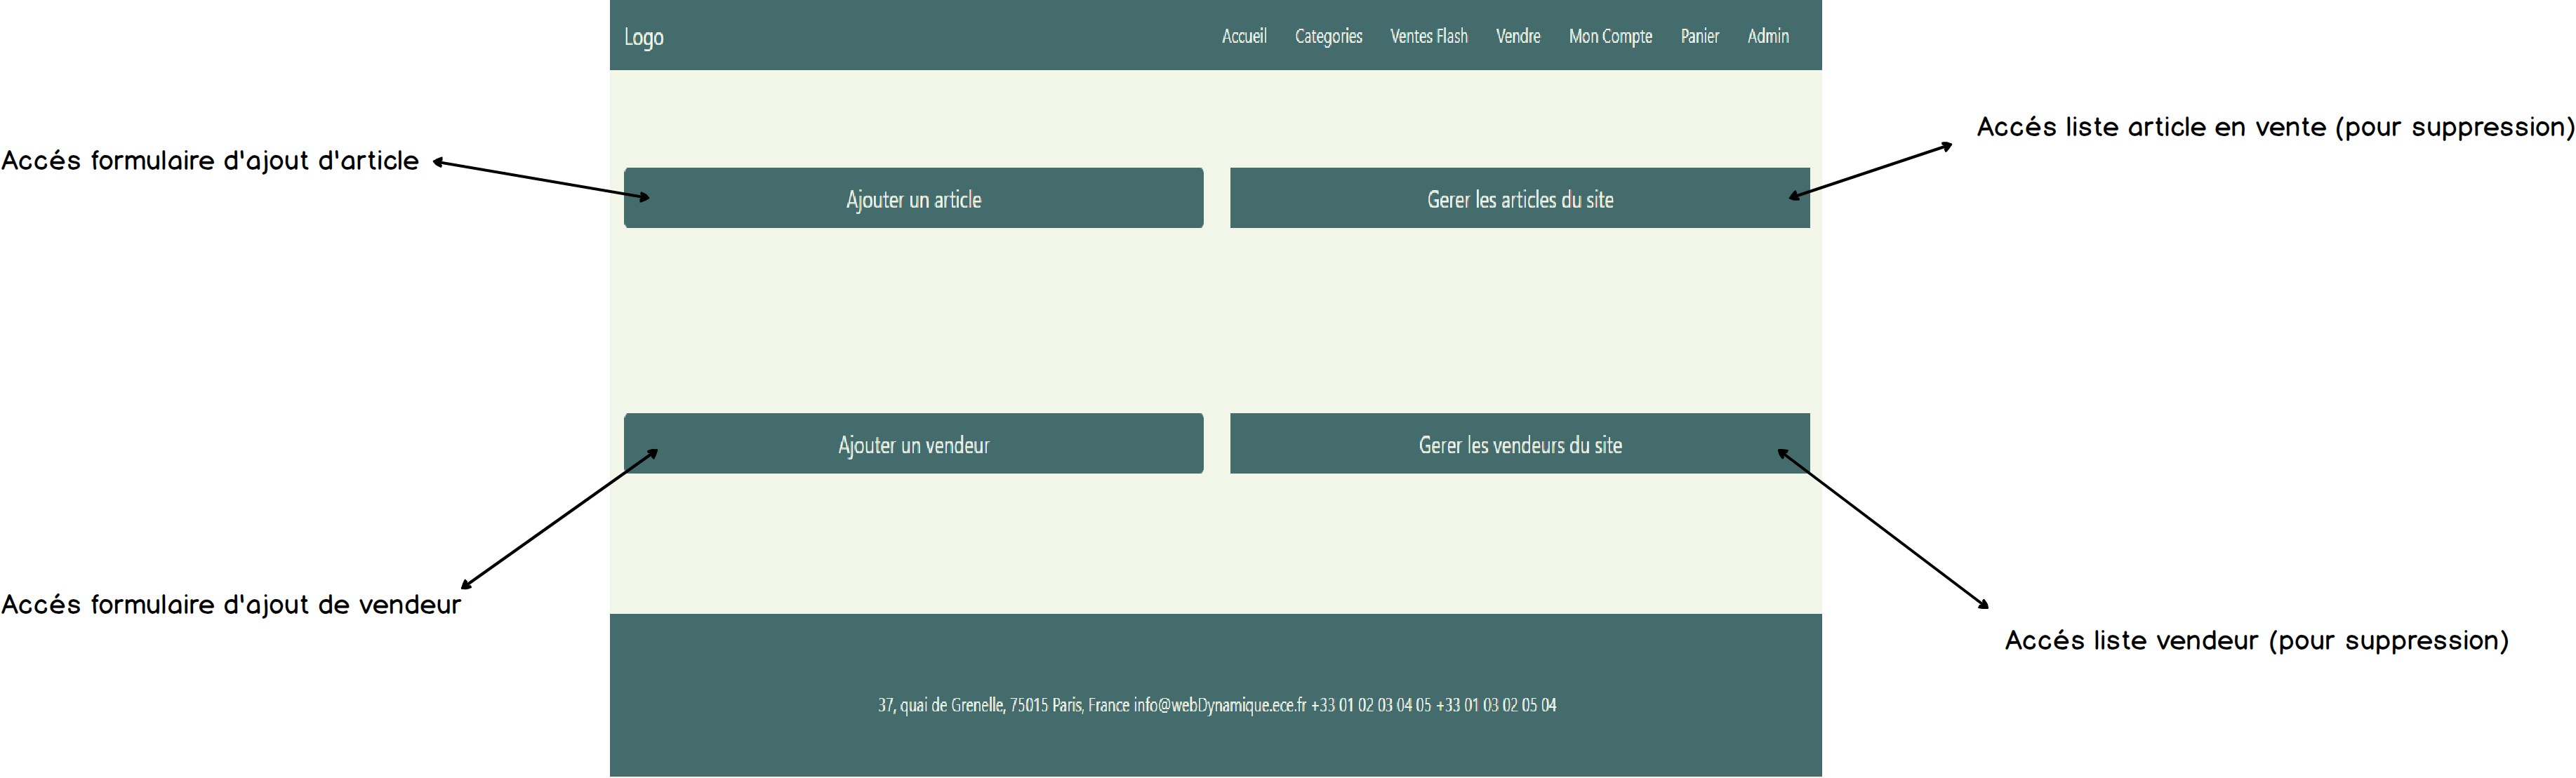 Logo
Accueil Categories Ventes Flash Vendre Mon Compte Panier Admin
Accés liste article en vente (pour suppression)
Accés formulaire d'ajout d'article
Ajouter un article
Gerer les articles du site
Ajouter un vendeur
Gerer les vendeurs du site
Accés formulaire d'ajout de vendeur
Accés liste vendeur (pour suppression)
37, quai de Grenelle, 75015 Paris, France info@webDynamique.ece.fr +33 01 02 03 04 05 +33 01 03 02 05 04